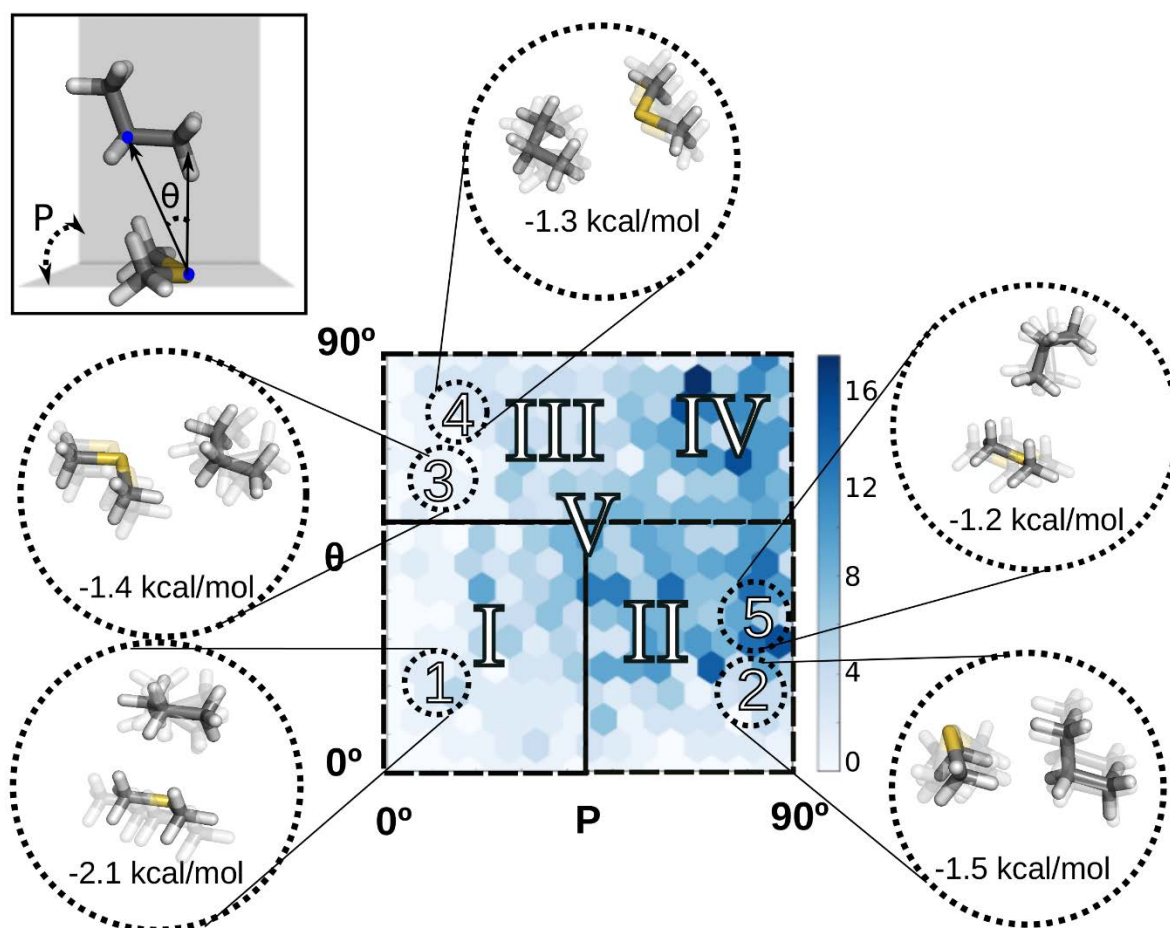 P
θ
-1.3 kcal/mol
90º
16
12
8
4
0
4
III
IV
3
V
θ
-1.4 kcal/mol
-1.2 kcal/mol
5
I
II
1
2
0º
0º
P
90º
-2.1 kcal/mol
-1.5 kcal/mol